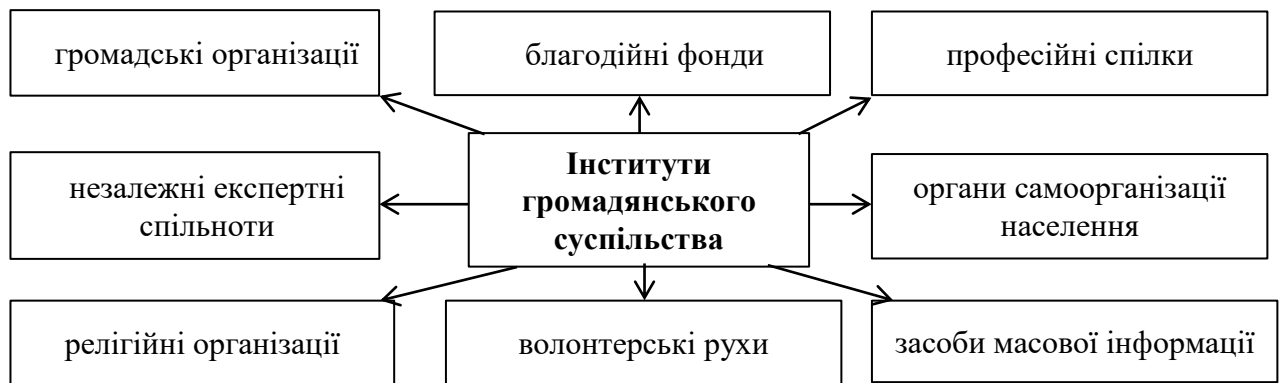 громадські організації
благодійні фонди
професійні спілки
незалежні експертні
спільноти
Інститути
громадянського
суспільства
органи самоорганізації
населення
релігійні організації
волонтерські рухи
засоби масової інформації